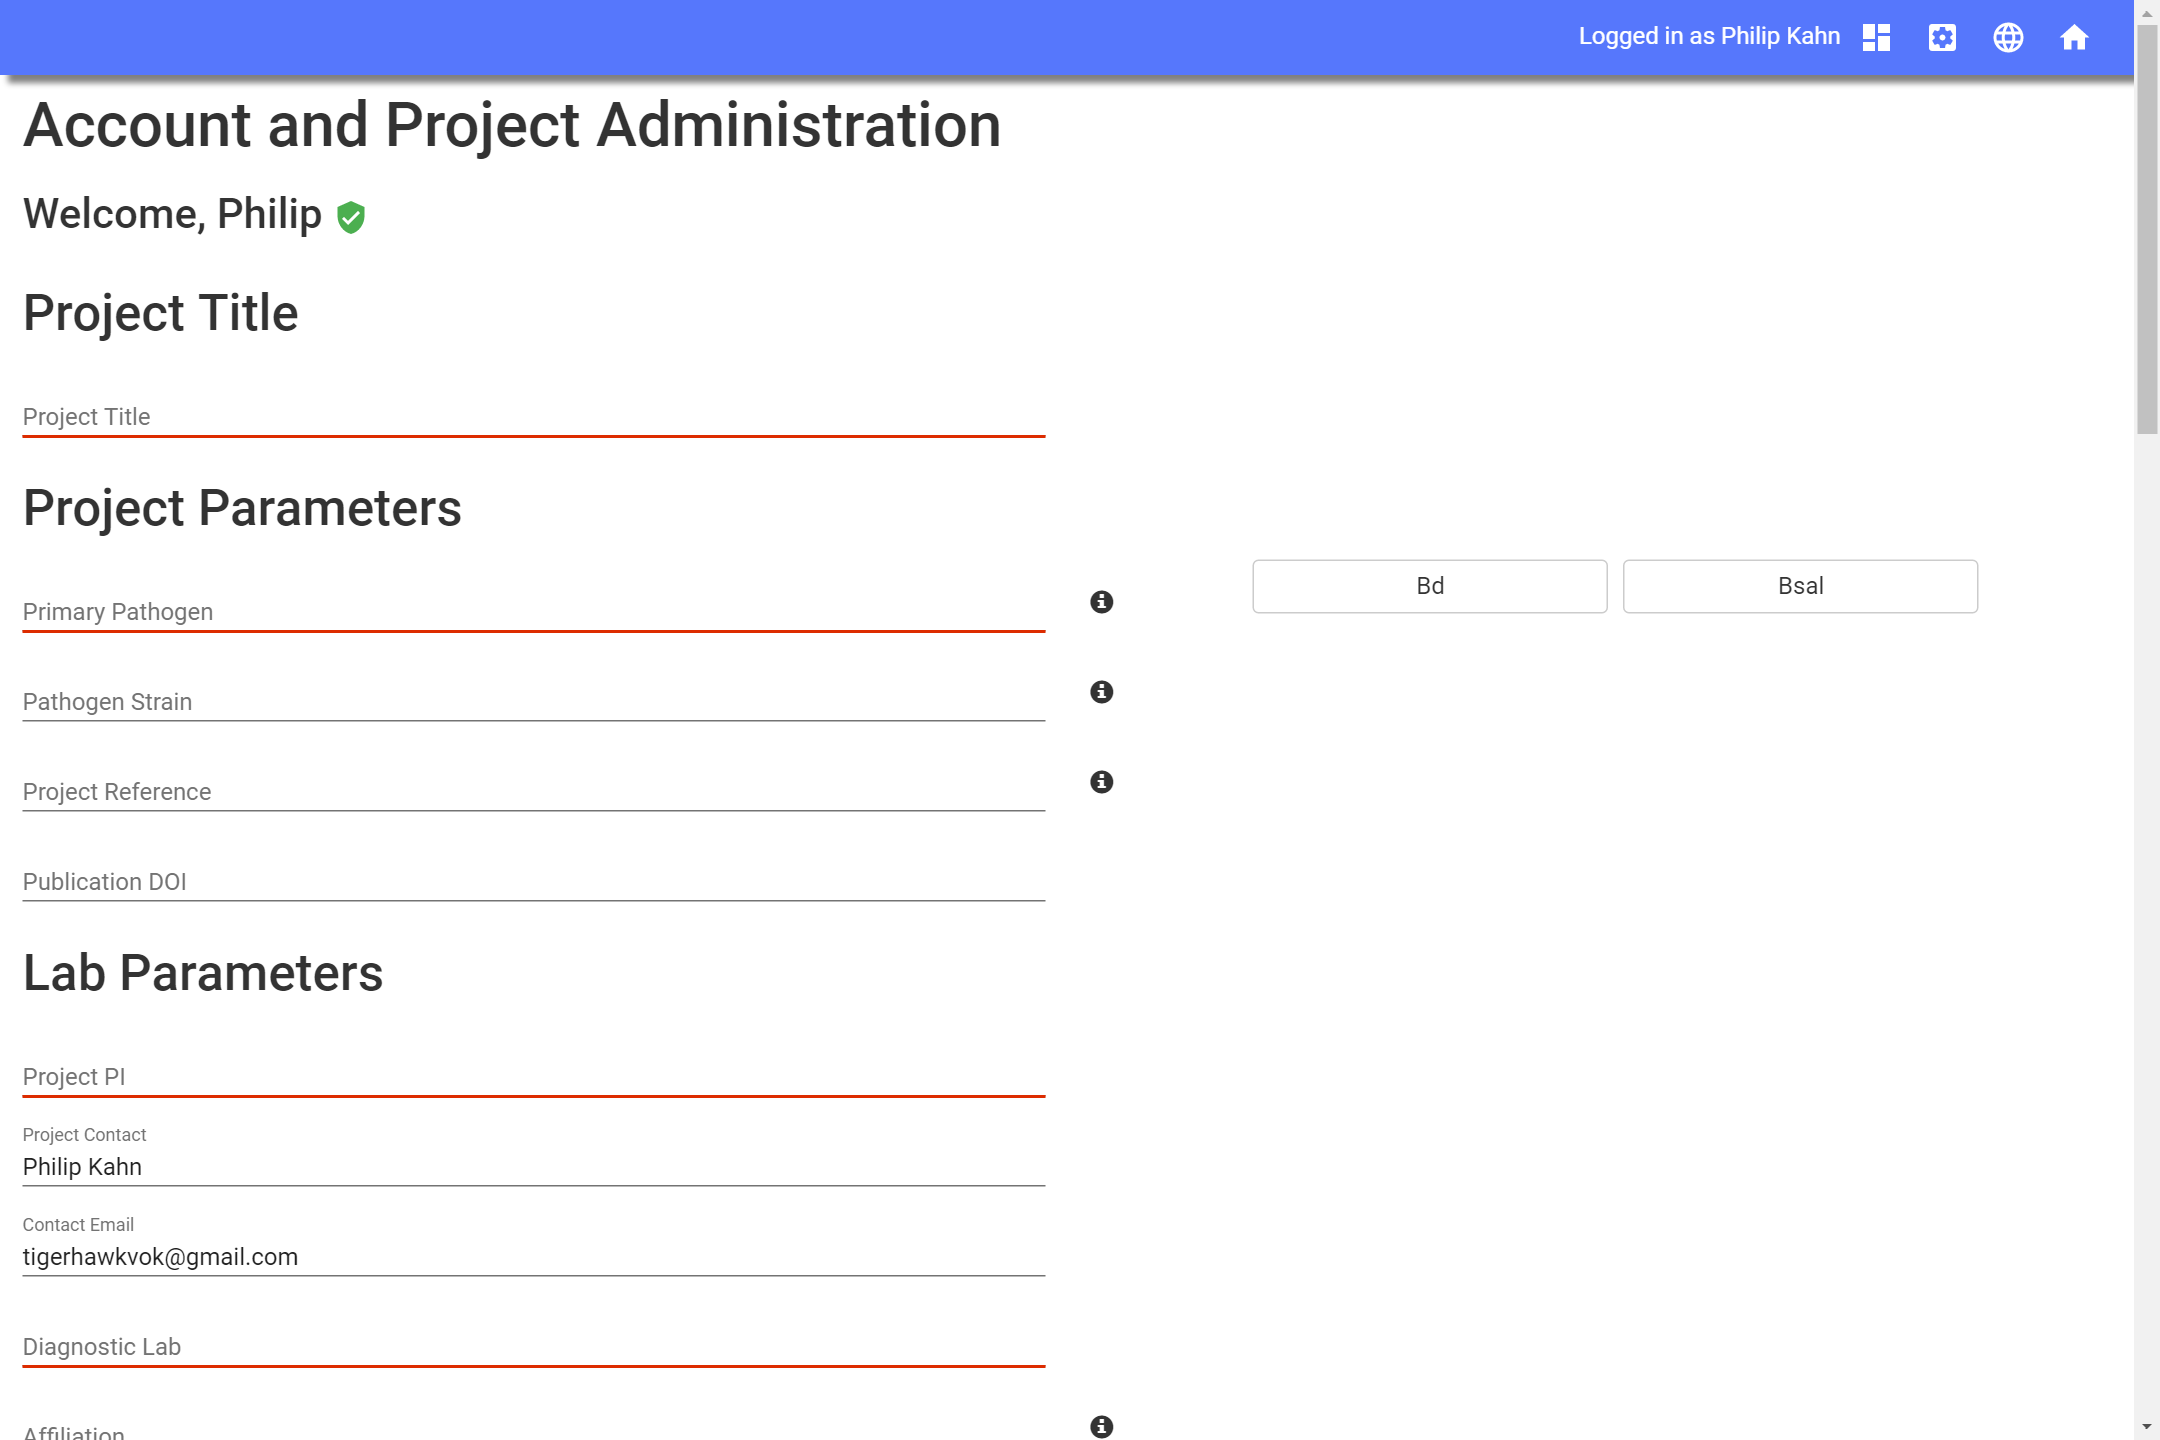 Logged in as Philip Kahn
Account and Project Administration
Welcome, Philip
Project Title
Project Title
Project Parameters
Primary Pathogen
Bd
Bsal
Pathogen Strain
Project Reference
Publication DOI
Lab Parameters
Project PI
Project Contact
Philip Kahn
Contact Email
tigerhawkvok@gmail.com
Diagnostic Lab
Affiliation